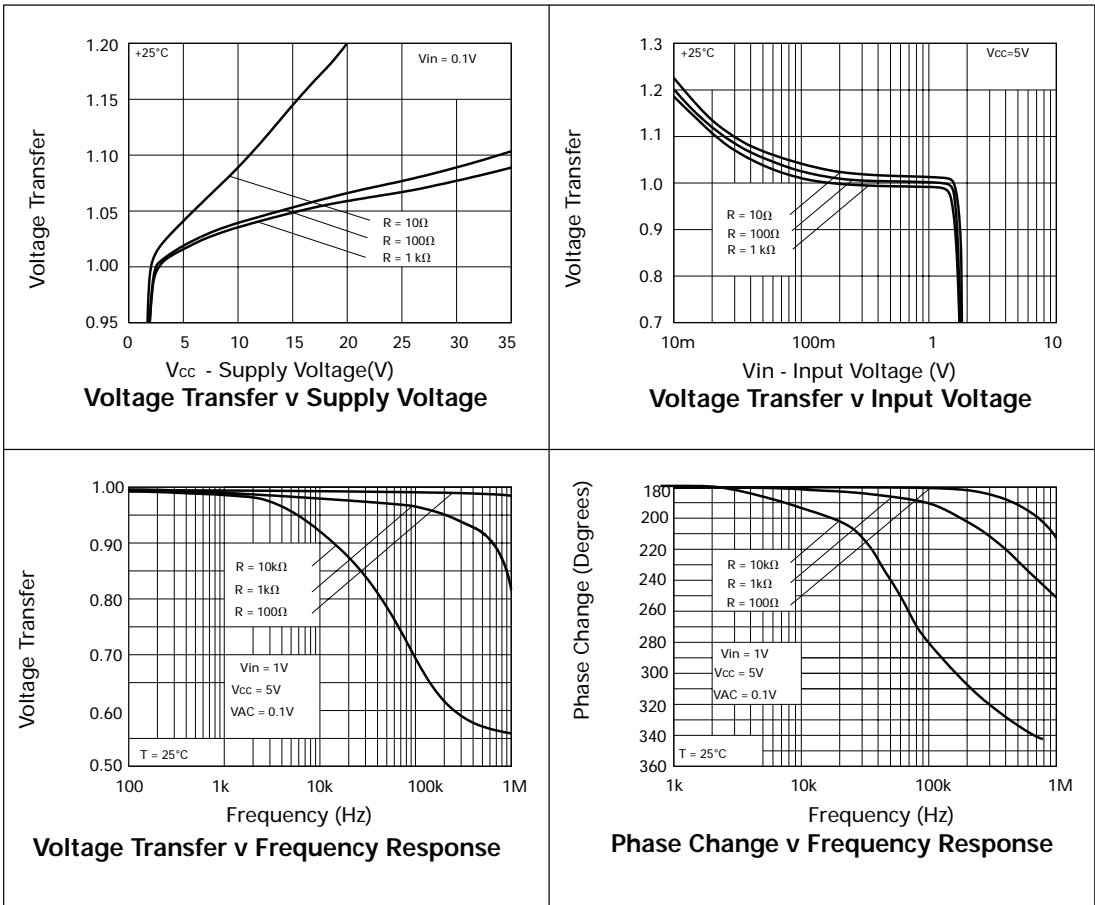 1.20
1.15
1.10
1.05
1.00
0.95
+25°C
Vin = 0.1V
R = 10Ω
R = 100Ω
R = 1 kΩ
0 5 10 15 20 25 30 35
Voltage Transfer
Vcc - Supply Voltage(V)
Voltage Transfer v Supply Voltage
1.3
1.2
1.1
1.0
0.9
0.8
0.7
+25°C
Vcc=5V
R = 10Ω
R = 100Ω
R = 1 kΩ
10m 100m 1 10
Voltage Transfer
Vin - Input Voltage (V)
Voltage Transfer v Input Voltage
1.00
0.90
0.80
0.70
0.60
0.50
R = 10kΩ
R = 1kΩ
R = 100Ω
Vin = 1V
Vcc = 5V
VAC = 0.1V
T = 25°C
100 1k 10k 100k 1M
Voltage Transfer
Frequency (Hz)
Voltage Transfer v Frequency Response
180
200
220
240
260
280
300
320
340
360
R = 10kΩ
R = 1kΩ
R = 100Ω
Vin = 1V
Vcc = 5V
VAC = 0.1V
T = 25°C
1k 10k 100k 1M
Phase Change (Degrees)
Frequency (Hz)
Phase Change v Frequency Response